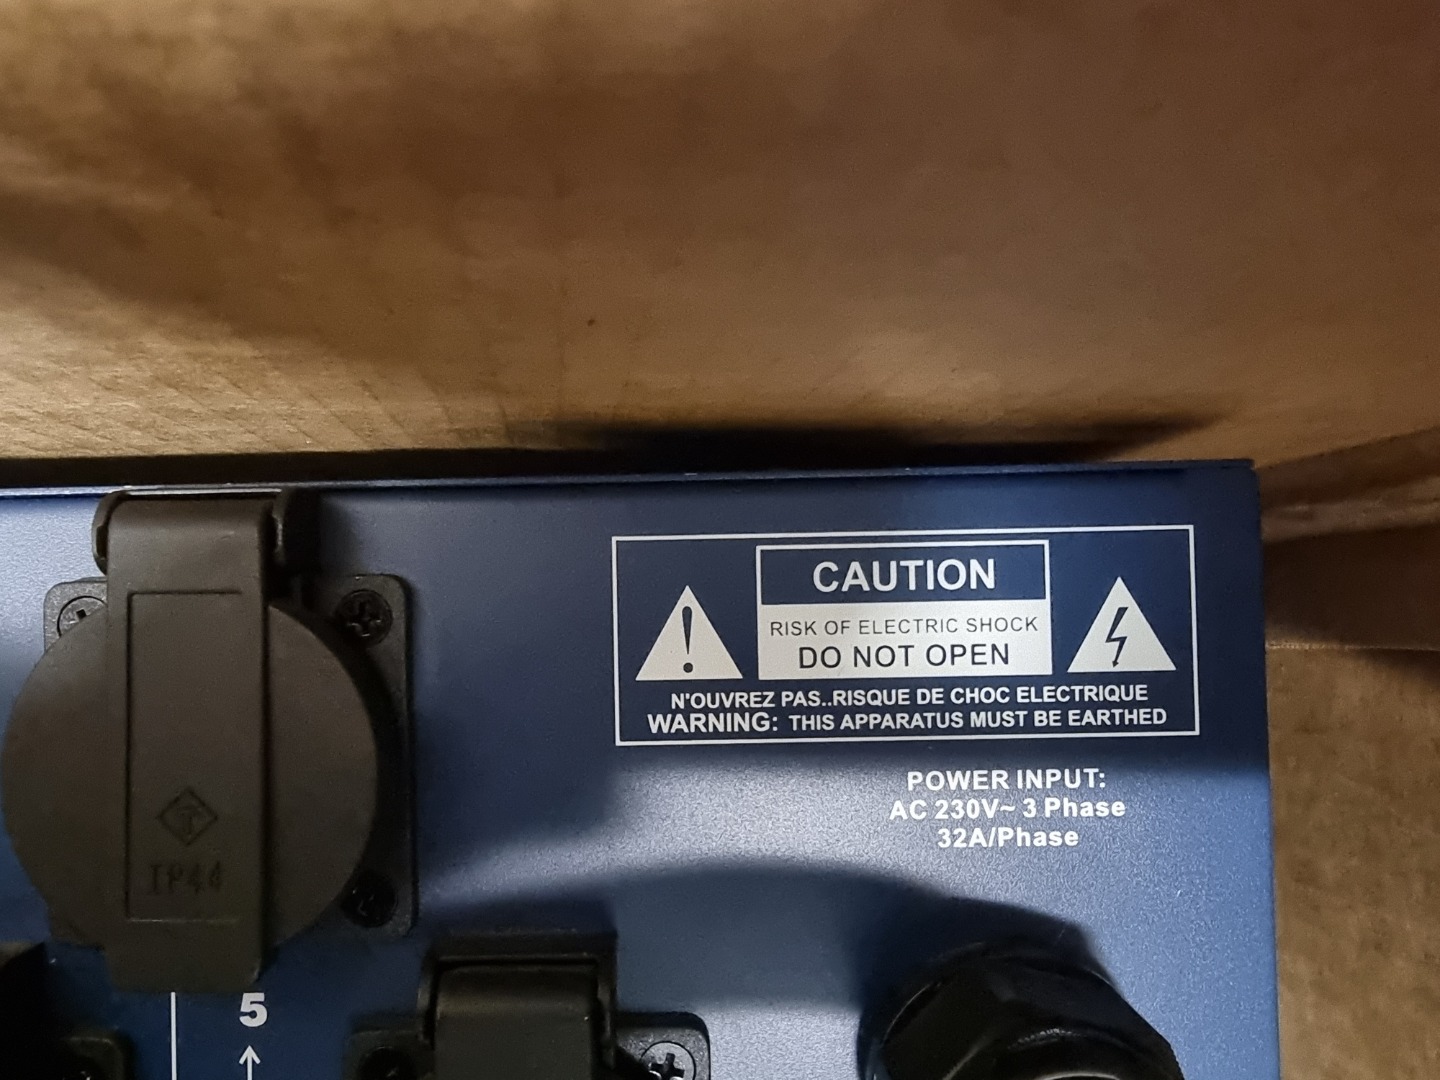 CAUTION
RISK OF ELECTRIC SHOCK
DO NOT OPEN
N'OUVREZ PAS..RISQUE DE CHOC ELECTRIQUE
WARNING: THIS APPARATUS MUST BE EARTHED
POWER INPUT:
AC 230V~ 3 Phase
32A/Phase
IP44
5